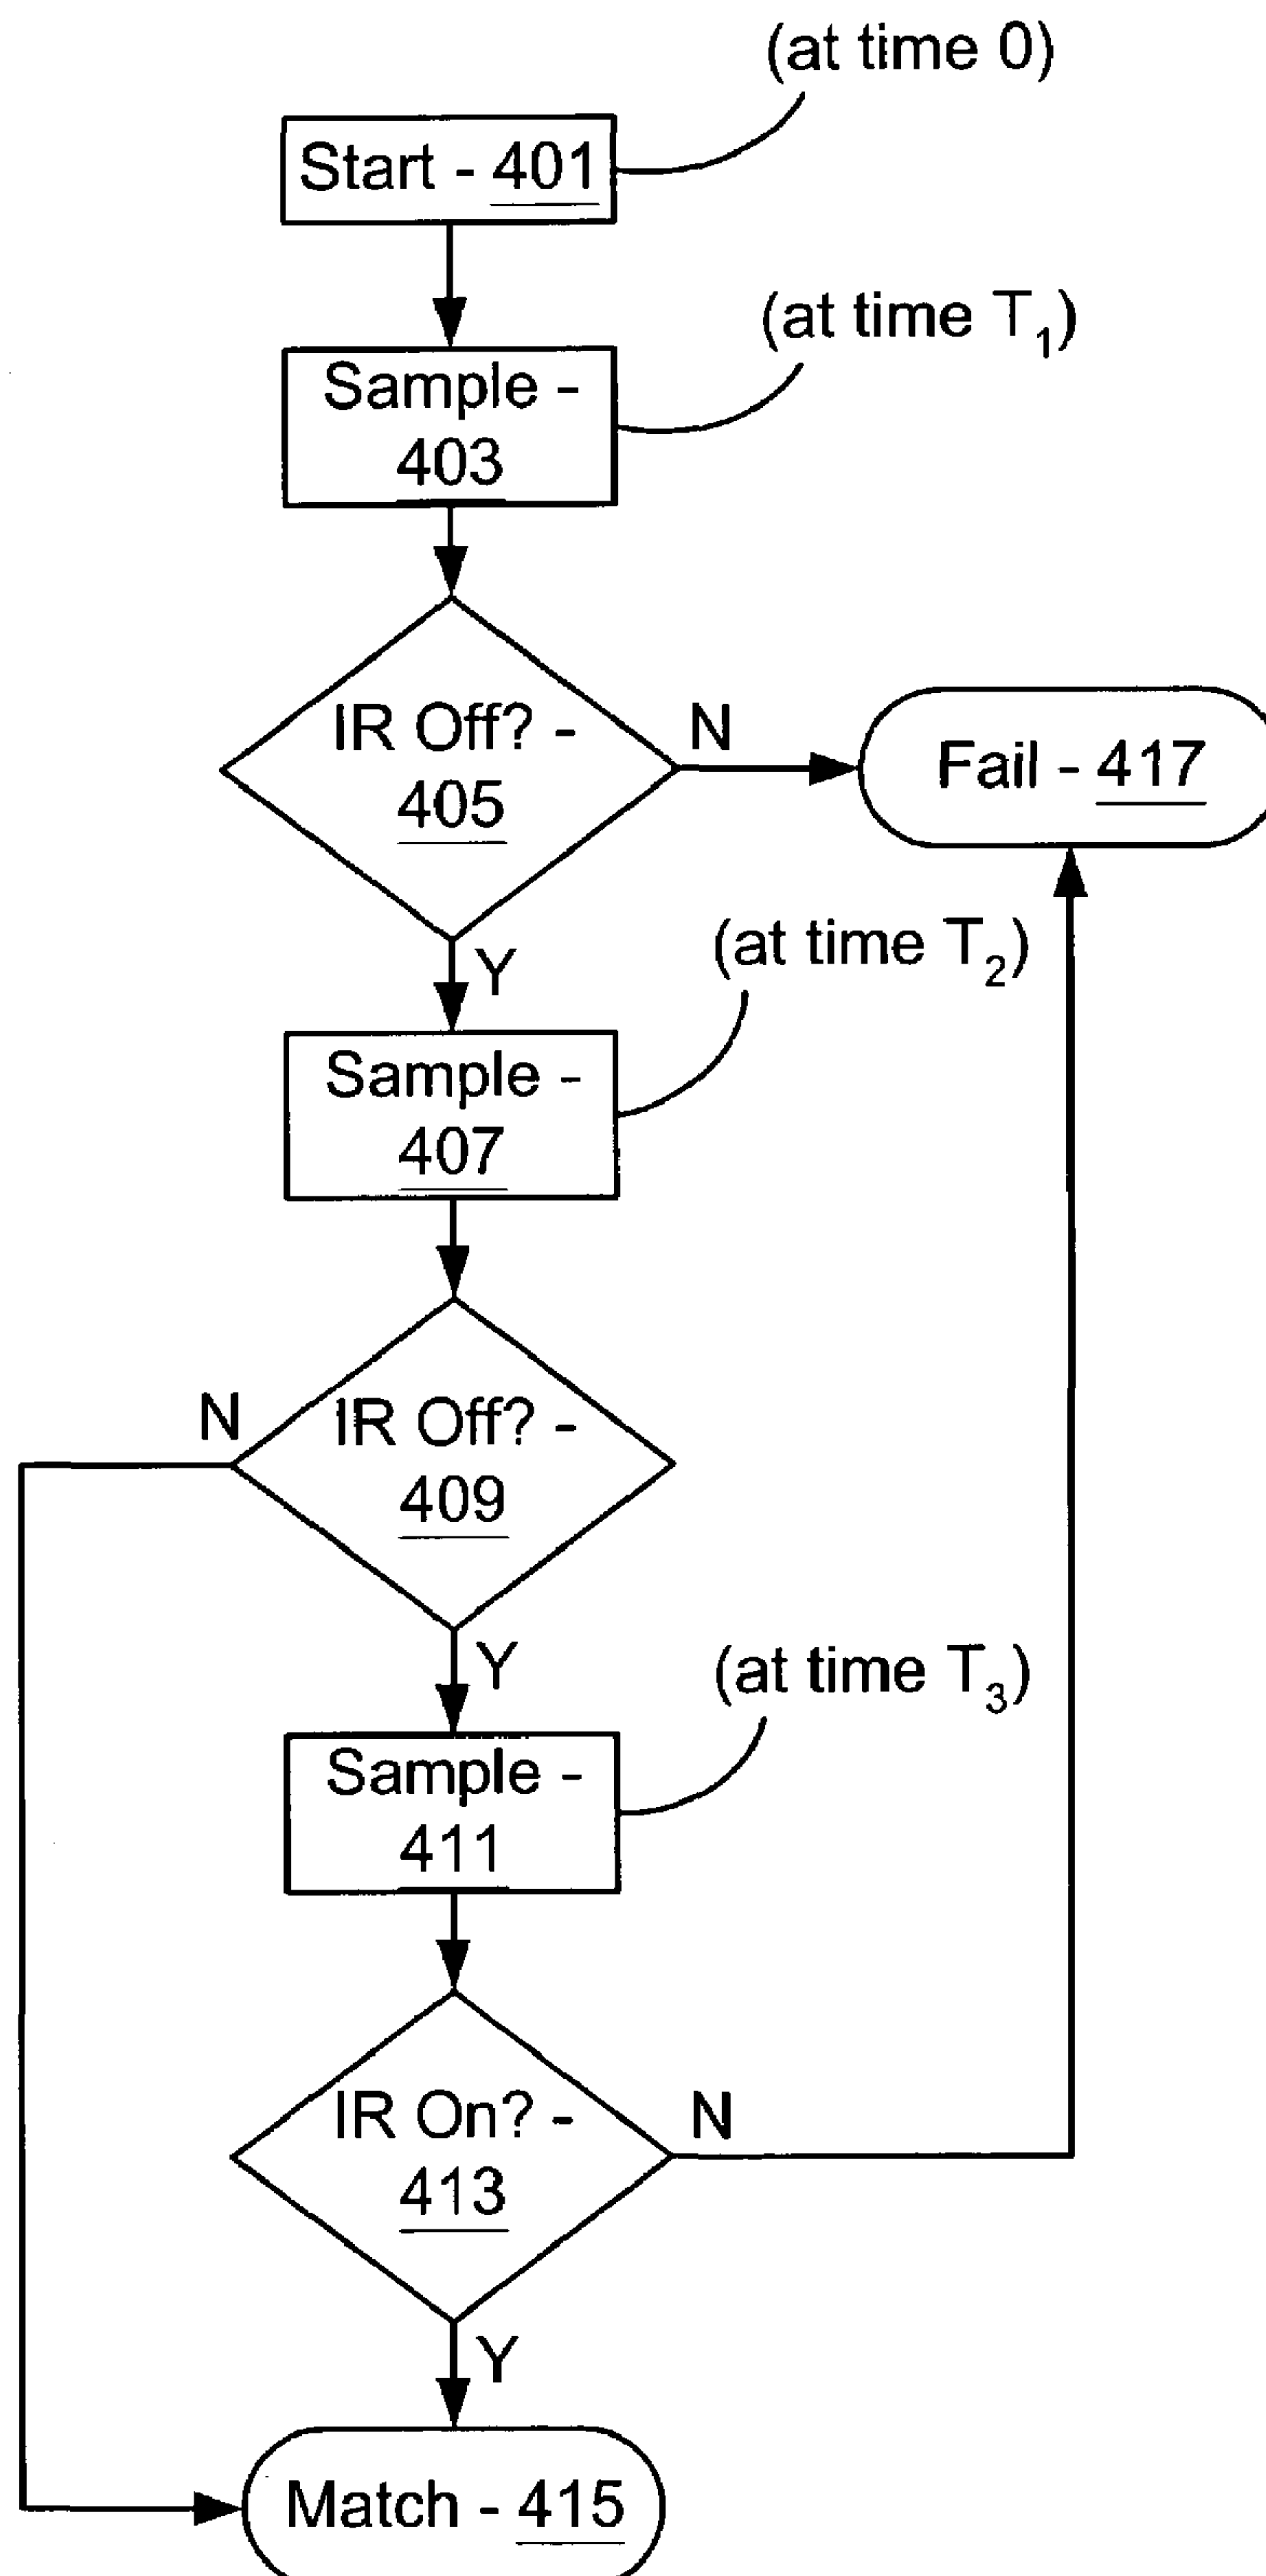 (at time 0)
Start - 401
(at time T1)
Sample -
403
IR Off? -
405
N
Fail - 417
Y
(at time T2)
Sample -
407
N
IR Off? -
409
Y
(at time T3)
Sample -
411
IR On? -
413
N
Y
Match - 415